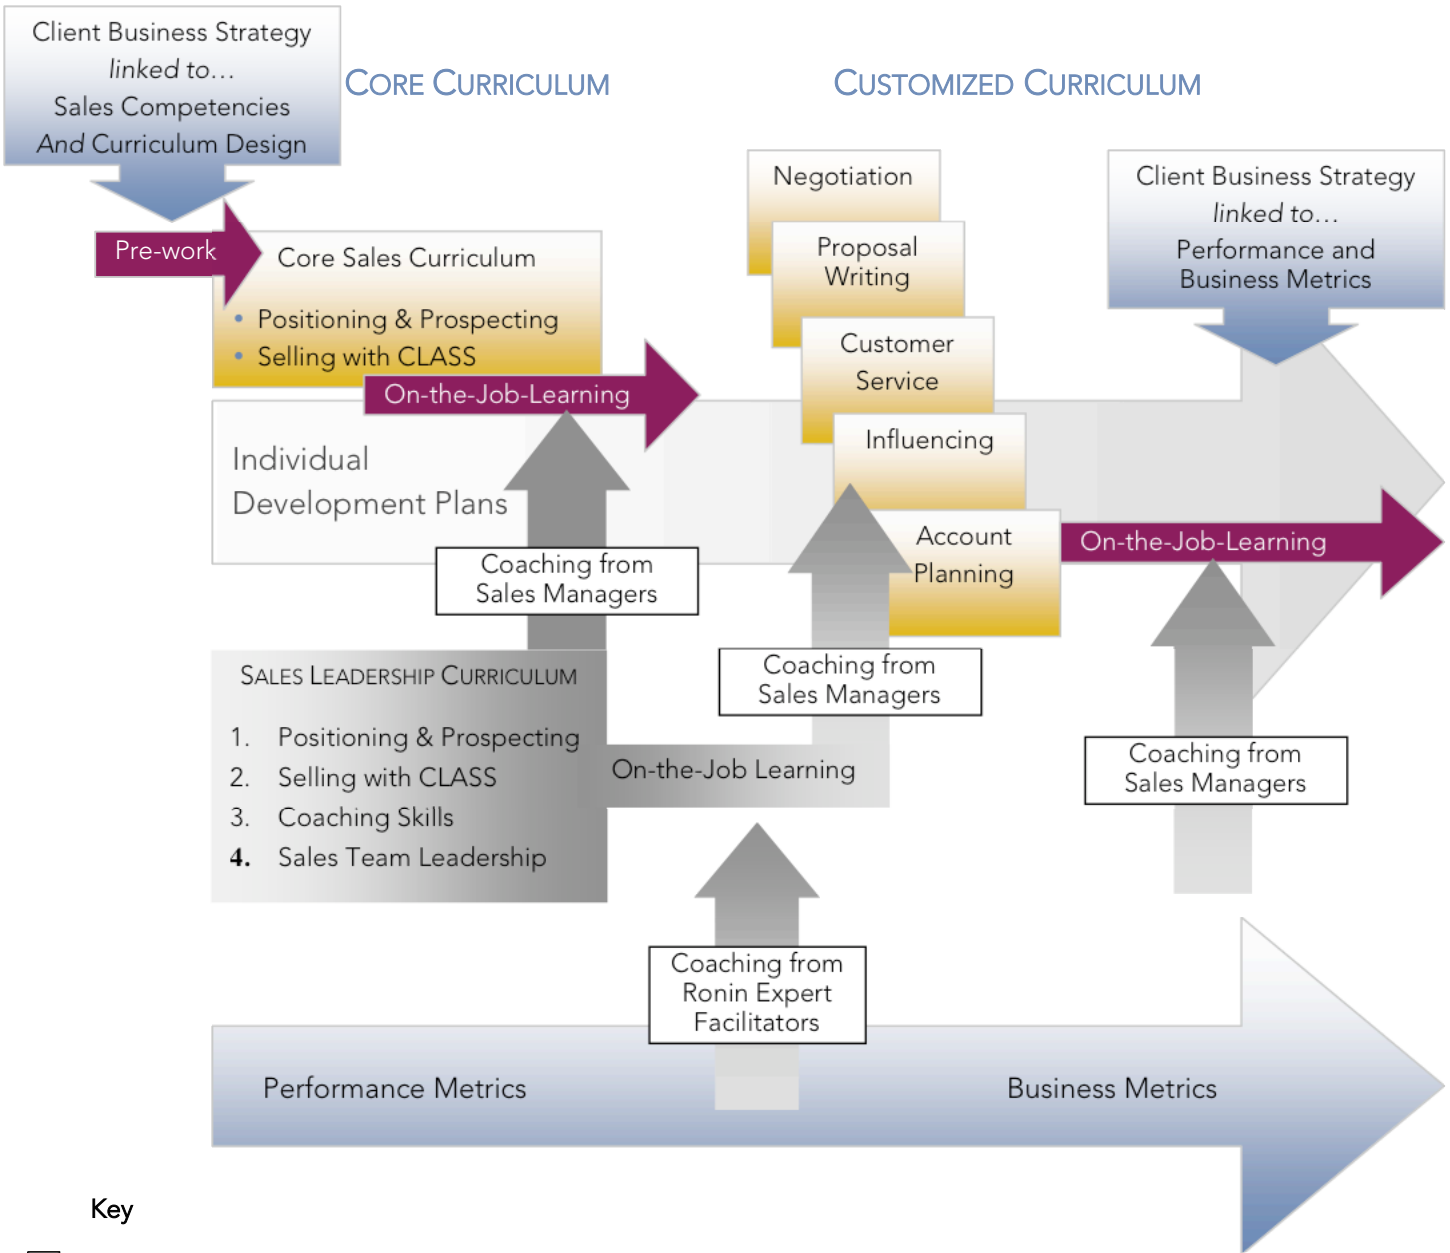 Client Business Strategy
linked to...
Sales Competencies
And Curriculum Design
CORE CURRICULUM
CUSTOMIZED CURRICULUM
Pre-work
Core Sales Curriculum
• Positioning & Prospecting
• Selling with CLASS
On-the-Job-Learning
Negotiation
Proposal
Writing
Customer
Service
Influencing
Account
Planning
Client Business Strategy
linked to...
Performance and
Business Metrics
Individual
Development Plans
On-the-Job-Learning
Coaching from
Sales Managers
Coaching from
Sales Managers
Coaching from
Sales Managers
SALES LEADERSHIP CURRICULUM
1. Positioning & Prospecting
2. Selling with CLASS
3. Coaching Skills
4. Sales Team Leadership
On-the-Job Learning
Coaching from
Ronin Expert
Facilitators
Performance Metrics
Business Metrics
Key